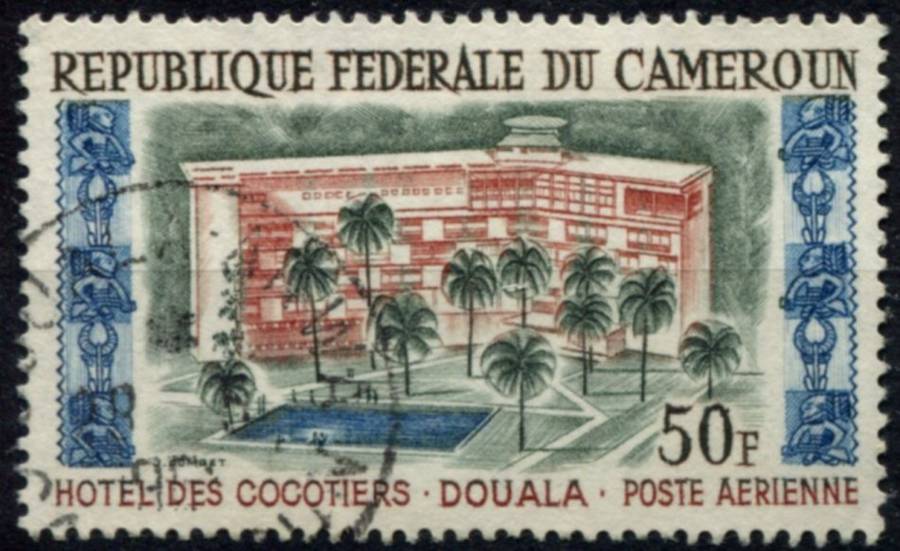 REPUBLIQUE FEDERALE DU CAMEROUN
50F
HOTEL DES COCOTIERS · DOUALA · POSTE AERIENNE